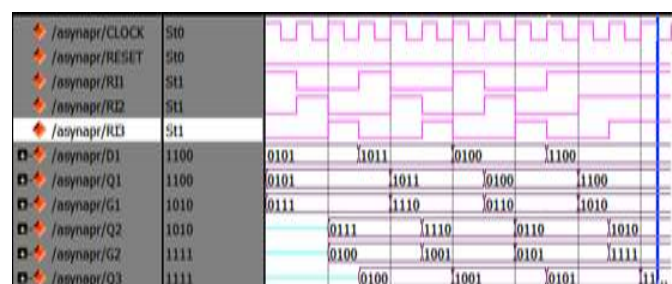 /asynapr/CLOCK St0
/asynapr/RESET St0
/asynapr/RI1 St1
/asynapr/RI2 St1
/asynapr/RI3 St1
/asynapr/D1 1100 0101 1011 0100 1100
/asynapr/Q1 1100 0101 1011 0100 1100
/asynapr/G1 1010 0111 1110 0110 1010
/asynapr/Q2 1010 0111 1110 0110 1010
/asynapr/G2 1111 0100 1001 0101 1111
/asynapr/Q3 1111 0100 1001 0101 11...